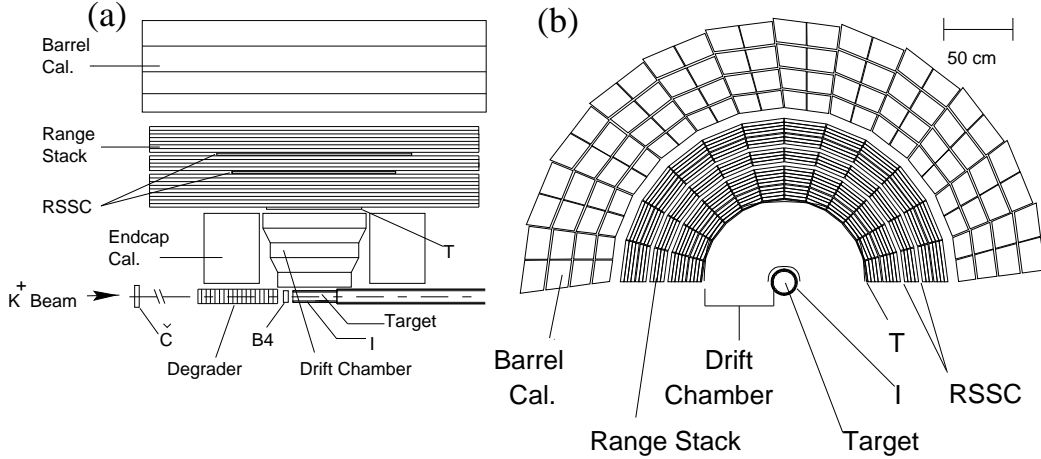 (a)
Barrel
Cal.
Range
Stack
RSSC
Endcap
Cal.
T
K+ Beam
Č
Degrader
B4
I
Target
Drift Chamber
(b)
50 cm
Barrel
Cal.
Drift
Chamber
Range Stack
T
I
Target
RSSC